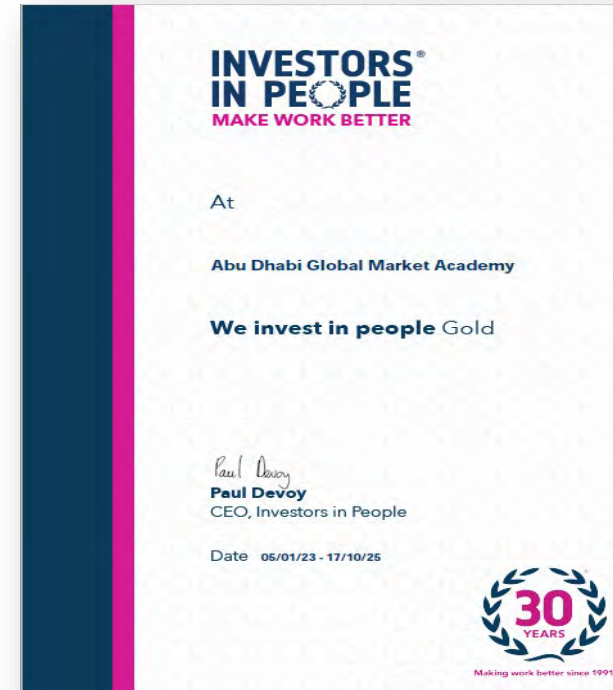 INVESTORS®
IN PEOPLE
MAKE WORK BETTER
At
Abu Dhabi Global Market Academy
We invest in people Gold
Paul Devoy
Paul Devoy
CEO, Investors in People
Date 05/01/23 - 17/10/25
30
YEARS
Making work better since 1991